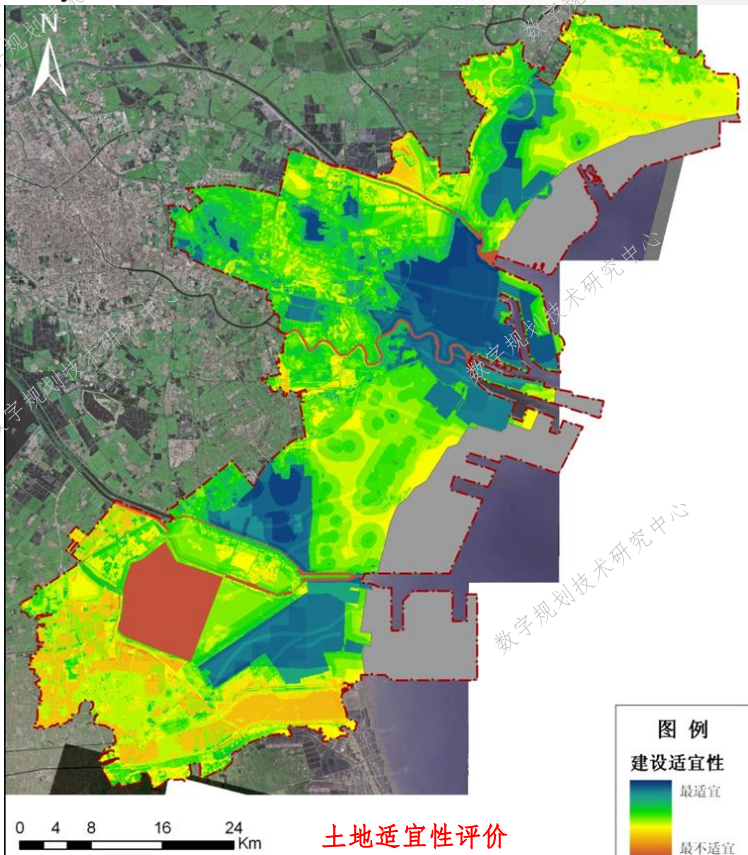 N
数字规划技术研究中心
数字规划技术研究中心
数字规划技术研究中心
图 例
建设适宜性
最适宜
最不适宜
0 4 8 16 24
Km
土地适宜性评价